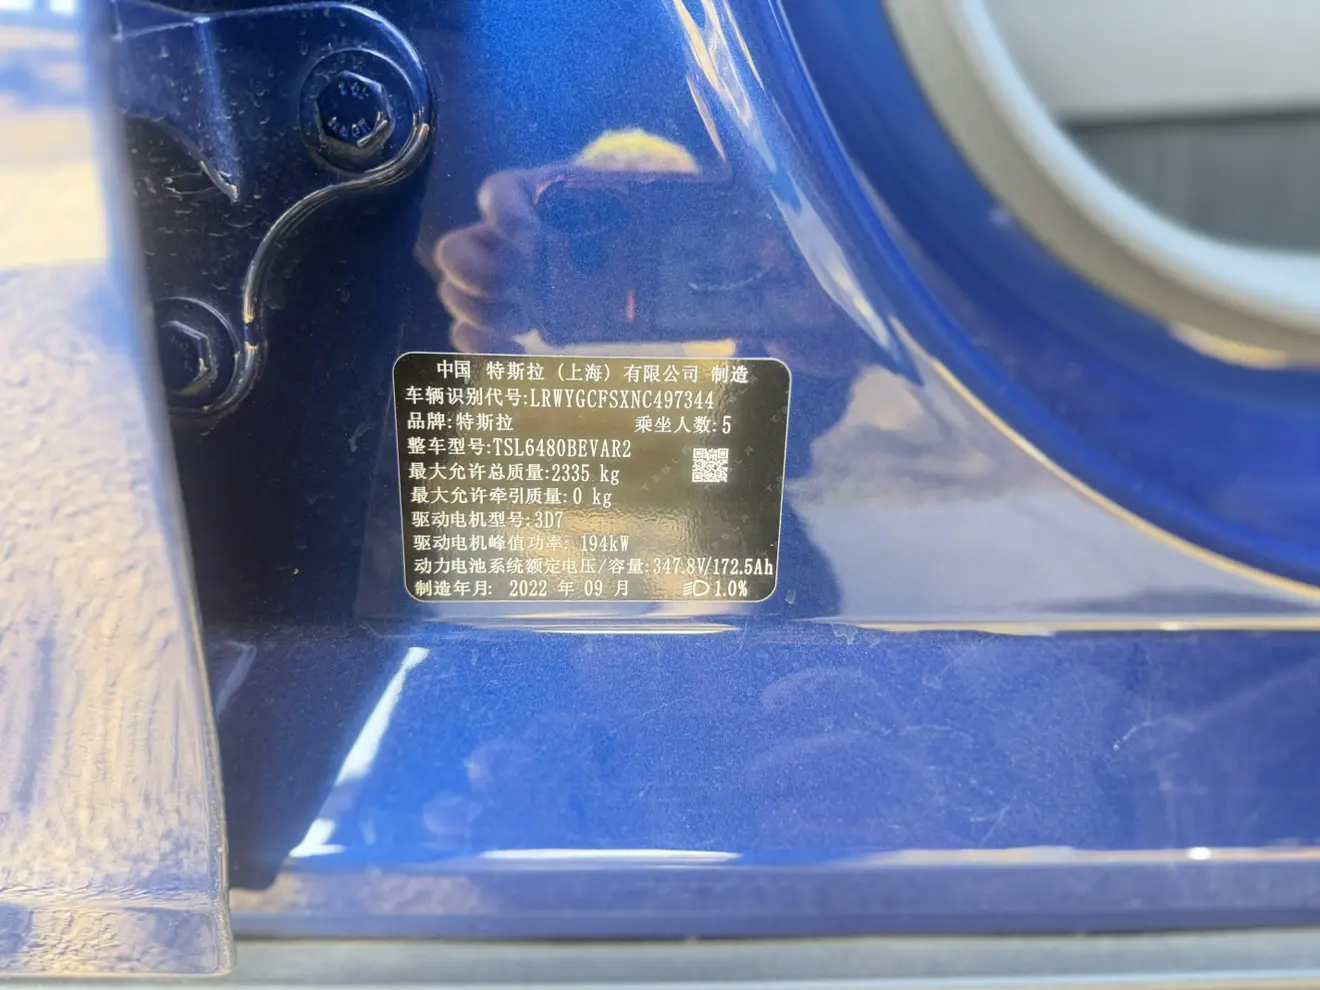 中国 特斯拉（上海）有限公司 制造
车辆识别代号:LRWYGCFSXNC497344
品牌:特斯拉 乘坐人数:5
整车型号:TSL6480BEVAR2
最大允许总质量:2335 kg
最大允许牵引质量:0 kg
驱动电机型号:3D7
驱动电机峰值功率: 194kW
动力电池系统额定电压/容量:347.8V/172.5Ah
制造年月: 2022 年 09 月 1.0%